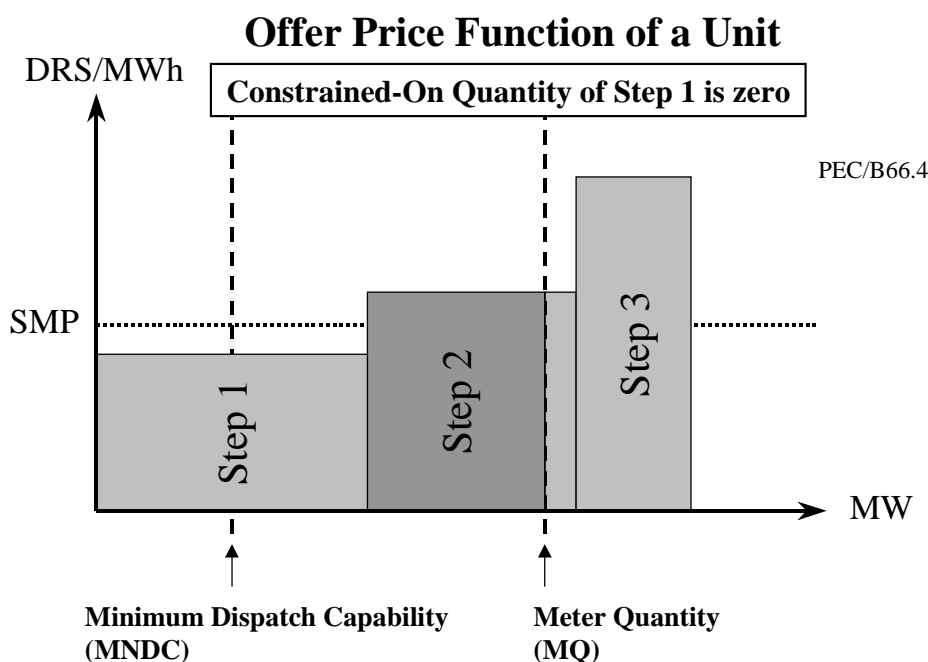 Offer Price Function of a Unit
DRS/MWh
Constrained-On Quantity of Step 1 is zero
PEC/B66.4
SMP
Step 1
Step 2
Step 3
MW
Minimum Dispatch Capability
(MNDC)
Meter Quantity
(MQ)